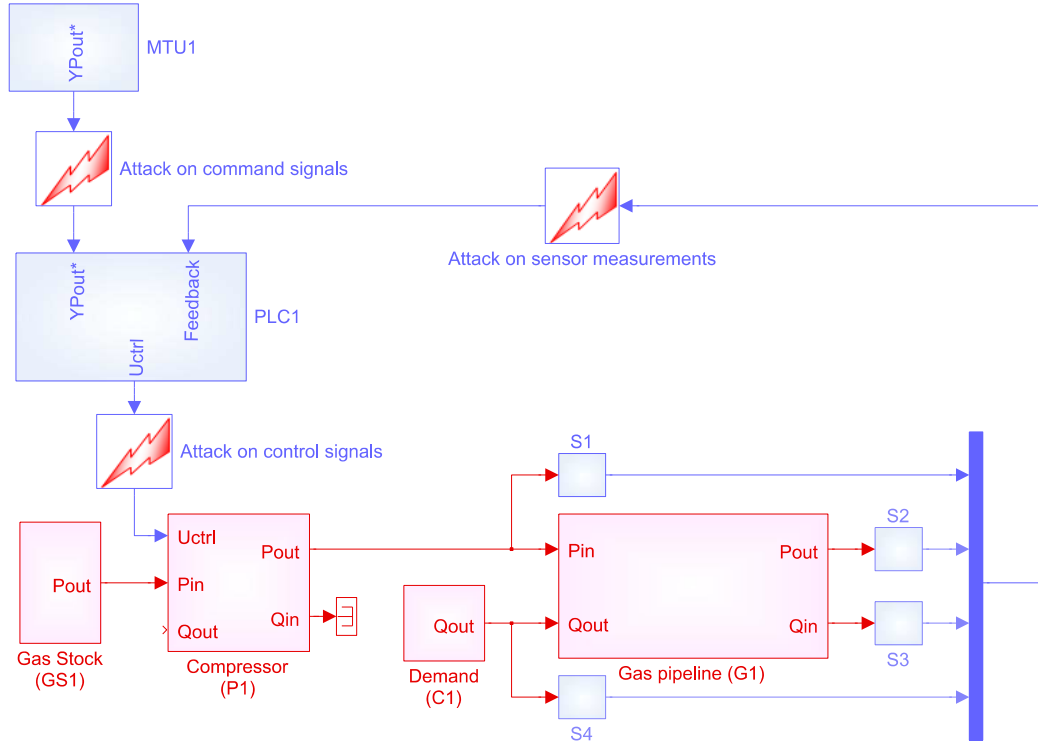 YPout*
MTU1
Attack on command signals
Attack on sensor measurements
YPout*
Feedback
PLC1
Uctrl
Attack on control signals
S1
Uctrl
Pout
Pin
Qin
Qout
Pout
Gas Stock
(GS1)
Compressor
(P1)
Qout
Demand
(C1)
Pin
Pout
Qout
Qin
Gas pipeline (G1)
S2
S3
S4